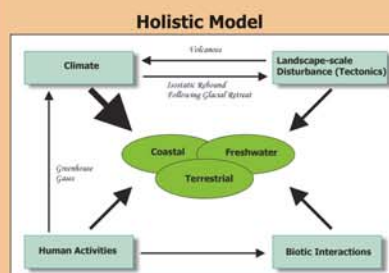 Holistic Model
Volcanoes
Climate
Landscape-scale
Disturbance (Tectonics)
Isostatic Rebound
Following Glacial Retreat
Coastal
Freshwater
Terrestrial
Greenhouse
Gases
Human Activities
Biotic Interactions